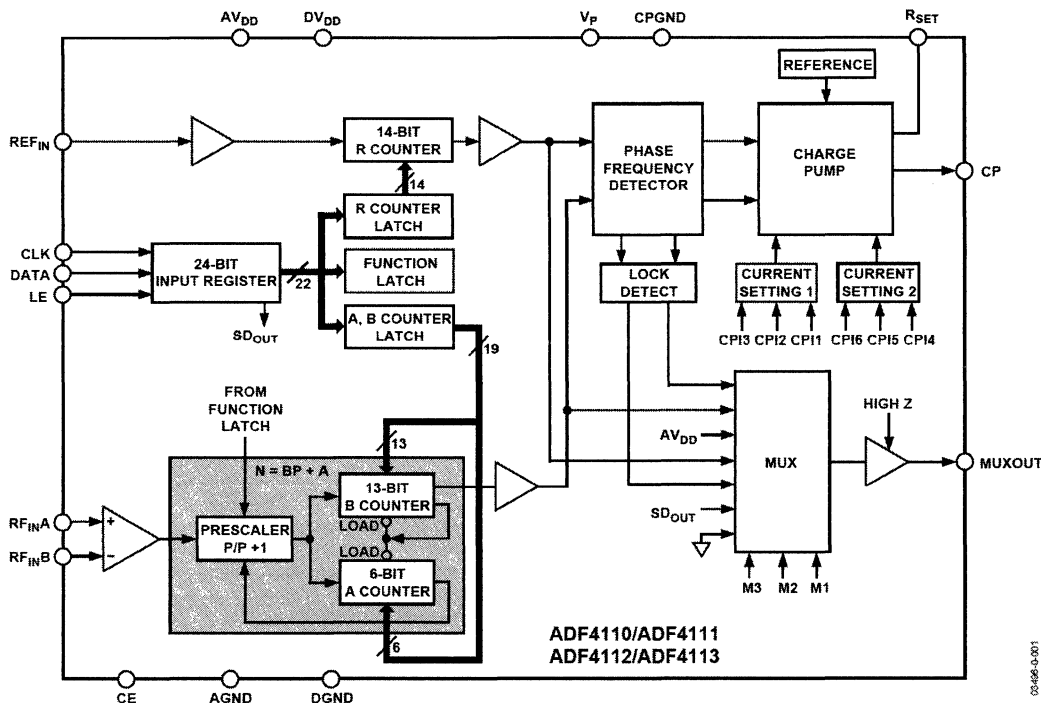 AVDD
DVDD
VP
CPGND
RSET
REFERENCE
REFIN
14-BIT
R COUNTER
PHASE
FREQUENCY
DETECTOR
CHARGE
PUMP
CP
14
R COUNTER
LATCH
CLK
DATA
LE
24-BIT
INPUT REGISTER
22
FUNCTION
LATCH
SDOUT
A, B COUNTER
LATCH
19
LOCK
DETECT
CURRENT
SETTING 1
CURRENT
SETTING 2
CPI3 CPI2 CPI1
CPI6 CPI5 CPI4
FROM
FUNCTION
LATCH
13
N = BP + A
13-BIT
B COUNTER
LOAD
LOAD
6-BIT
A COUNTER
6
RFINA
RFINB
+
−
PRESCALER
P/P +1
AVDD
SDOUT
MUX
HIGH Z
MUXOUT
M3 M2 M1
ADF4110/ADF4111
ADF4112/ADF4113
CE
AGND
DGND
03496-0-001